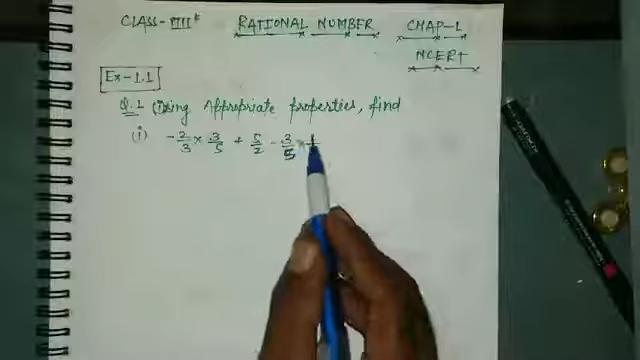 CLASS-VIII RATIONAL NUMBER CHAP-1
NCERT
Ex-1.1
Q.1 Using Appropriate properties, find
(i) -2/3 × 3/5 + 5/2 - 3/5 ×